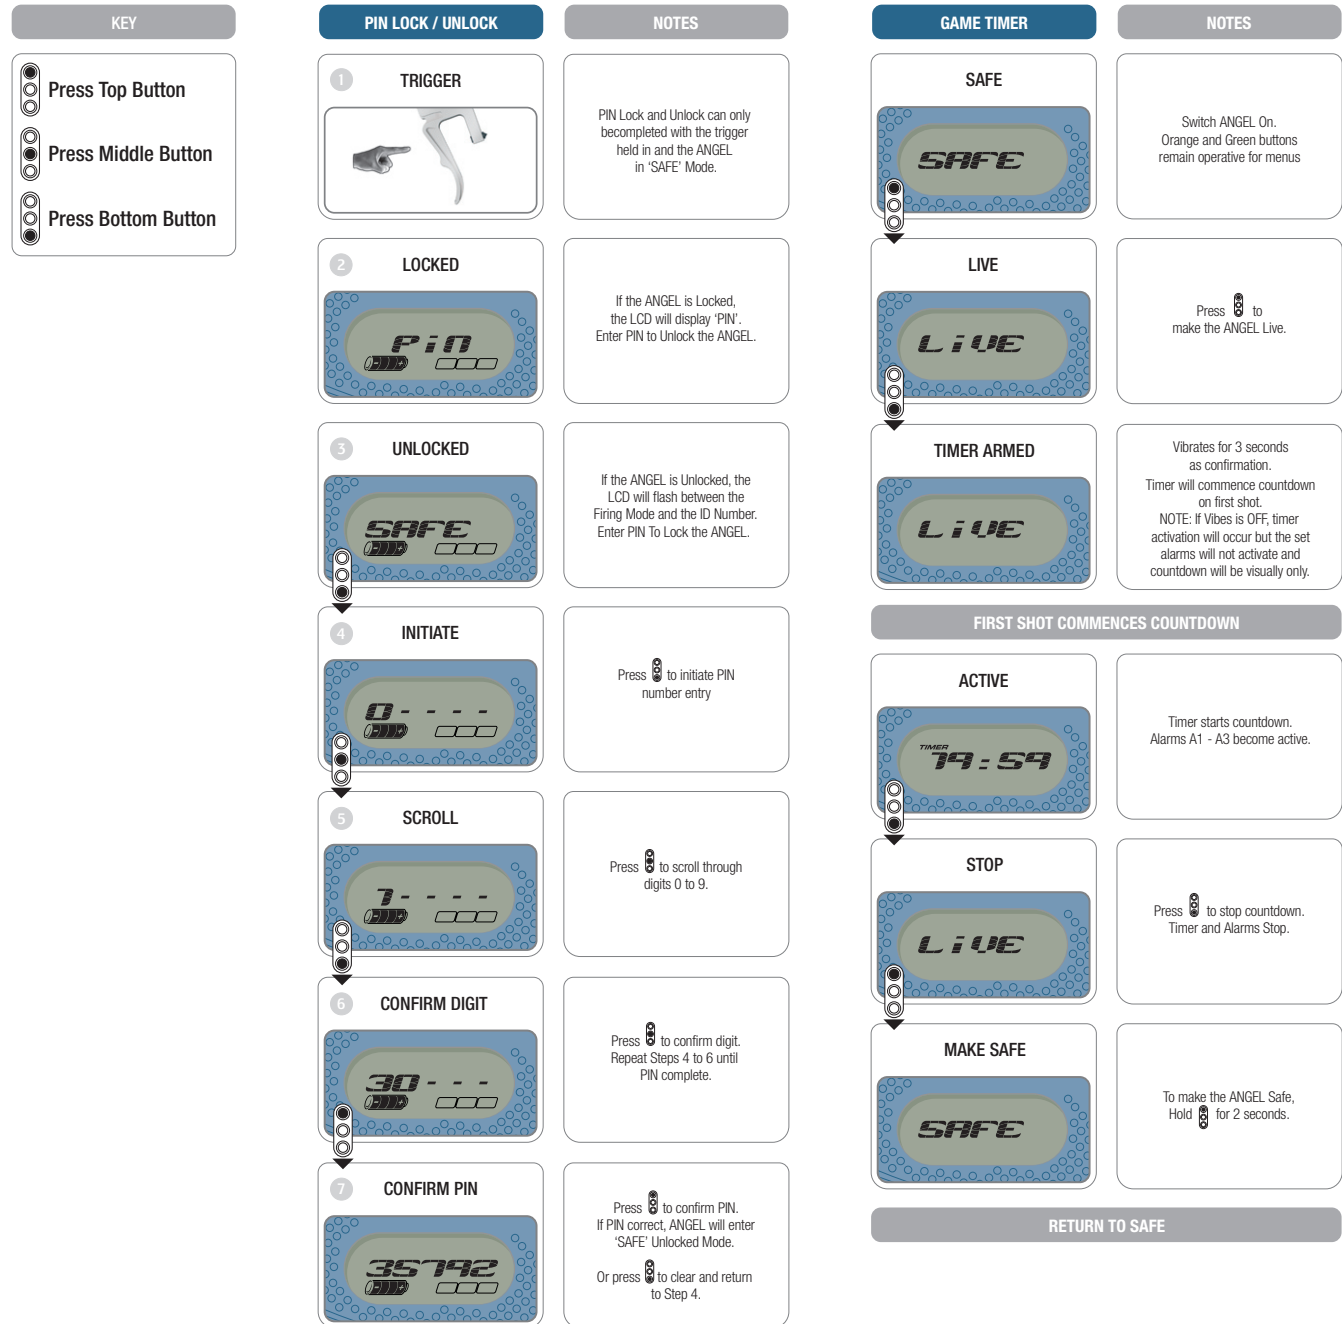 KEY
Press Top Button
Press Middle Button
Press Bottom Button
PIN LOCK / UNLOCK
NOTES
1 TRIGGER
PIN Lock and Unlock can only
becompleted with the trigger
held in and the ANGEL
in ‘SAFE’ Mode.
2 LOCKED
PiN
If the ANGEL is Locked,
the LCD will display ‘PIN’.
Enter PIN to Unlock the ANGEL.
3 UNLOCKED
SAFE
If the ANGEL is Unlocked, the
LCD will flash between the
Firing Mode and the ID Number.
Enter PIN To Lock the ANGEL.
4 INITIATE
0 - - - -
Press to initiate PIN
number entry
5 SCROLL
7 - - - -
Press to scroll through
digits 0 to 9.
6 CONFIRM DIGIT
30 - - -
Press to confirm digit.
Repeat Steps 4 to 6 until
PIN complete.
7 CONFIRM PIN
35792
Press to confirm PIN.
If PIN correct, ANGEL will enter
‘SAFE’ Unlocked Mode.
Or press to clear and return
to Step 4.
GAME TIMER
NOTES
SAFE
SAFE
Switch ANGEL On.
Orange and Green buttons
remain operative for menus
LIVE
LiVE
Press to
make the ANGEL Live.
TIMER ARMED
LiVE
Vibrates for 3 seconds
as confirmation.
Timer will commence countdown
on first shot.
NOTE: If Vibes is OFF, timer
activation will occur but the set
alarms will not activate and
countdown will be visually only.
FIRST SHOT COMMENCES COUNTDOWN
ACTIVE
TIMER
79:59
Timer starts countdown.
Alarms A1 - A3 become active.
STOP
LiVE
Press to stop countdown.
Timer and Alarms Stop.
MAKE SAFE
SAFE
To make the ANGEL Safe,
Hold for 2 seconds.
RETURN TO SAFE